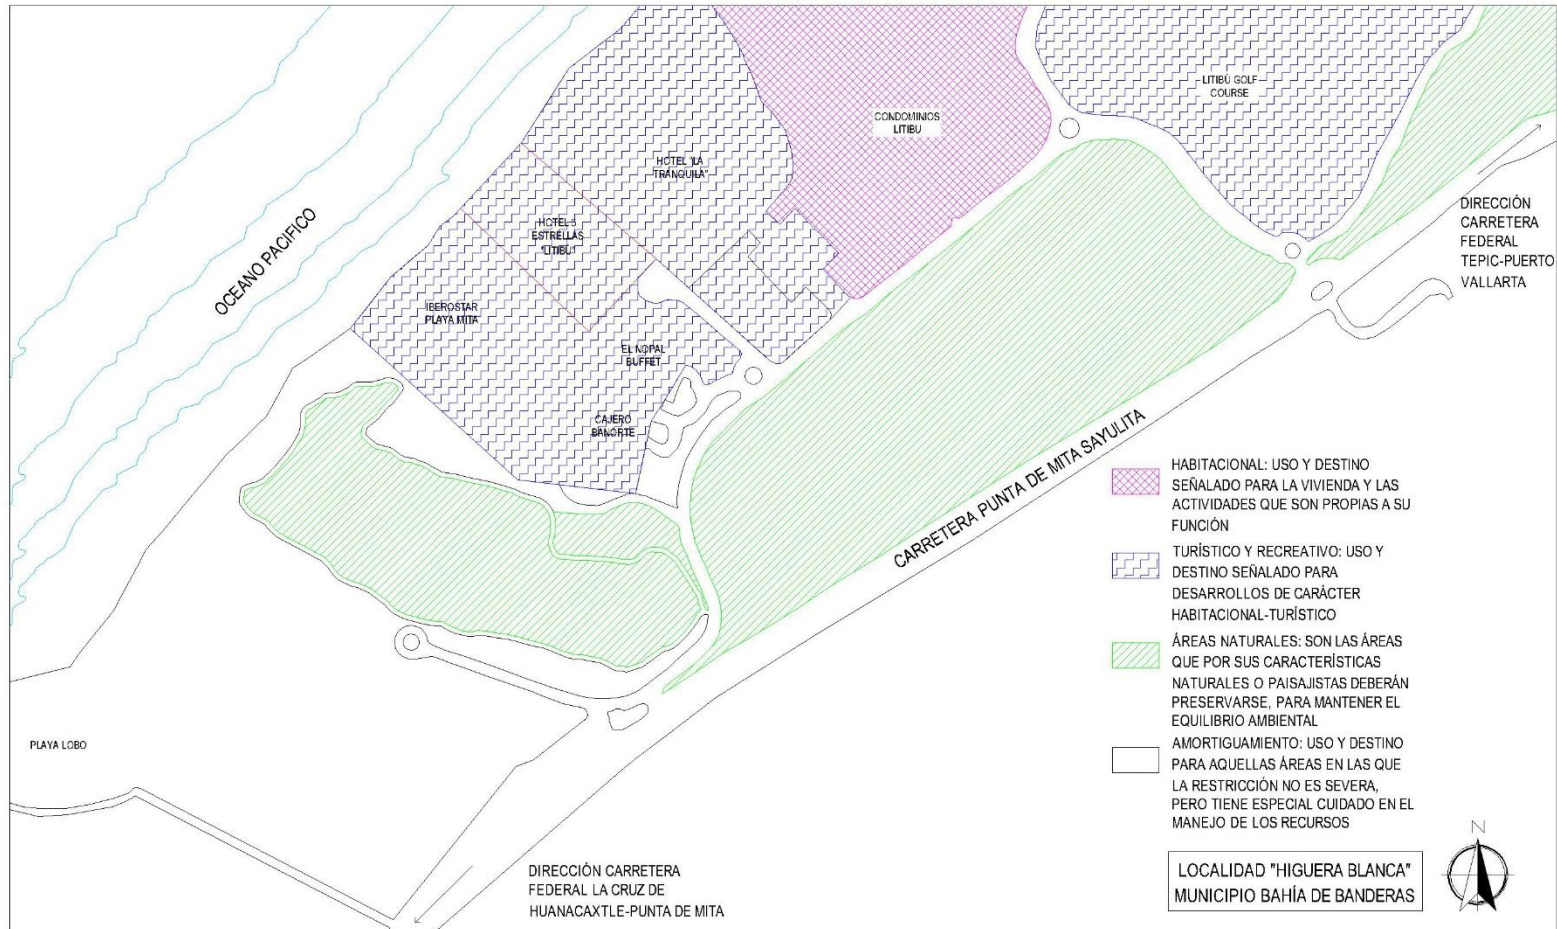 LITIBÚ GOLF
COURSE
CONDOMINIOS
LITIBU
HOTEL "LA
TRANQUILA"
DIRECCIÓN
CARRETERA
FEDERAL
TEPIC-PUERTO
VALLARTA
OCEANO PACIFICO
HOTEL 5
ESTRELLAS
"LITIBÚ"
IBEROSTAR
PLAYA MITA
EL NOPAL
BUFFET
CAJERO
BANORTE
CARRETERA PUNTA DE MITA SAYULITA
HABITACIONAL: USO Y DESTINO
SEÑALADO PARA LA VIVIENDA Y LAS
ACTIVIDADES QUE SON PROPIAS A SU
FUNCIÓN
TURÍSTICO Y RECREATIVO: USO Y
DESTINO SEÑALADO PARA
DESARROLLOS DE CARÁCTER
HABITACIONAL-TURÍSTICO
ÁREAS NATURALES: SON LAS ÁREAS
QUE POR SUS CARACTERÍSTICAS
NATURALES O PAISAJISTAS DEBERÁN
PRESERVARSE, PARA MANTENER EL
EQUILIBRIO AMBIENTAL
AMORTIGUAMIENTO: USO Y DESTINO
PARA AQUELLAS ÁREAS EN LAS QUE
LA RESTRICCIÓN NO ES SEVERA,
PERO TIENE ESPECIAL CUIDADO EN EL
MANEJO DE LOS RECURSOS
PLAYA LOBO
DIRECCIÓN CARRETERA
FEDERAL LA CRUZ DE
HUANACAXTLE-PUNTA DE MITA
N
LOCALIDAD "HIGUERA BLANCA"
MUNICIPIO BAHÍA DE BANDERAS